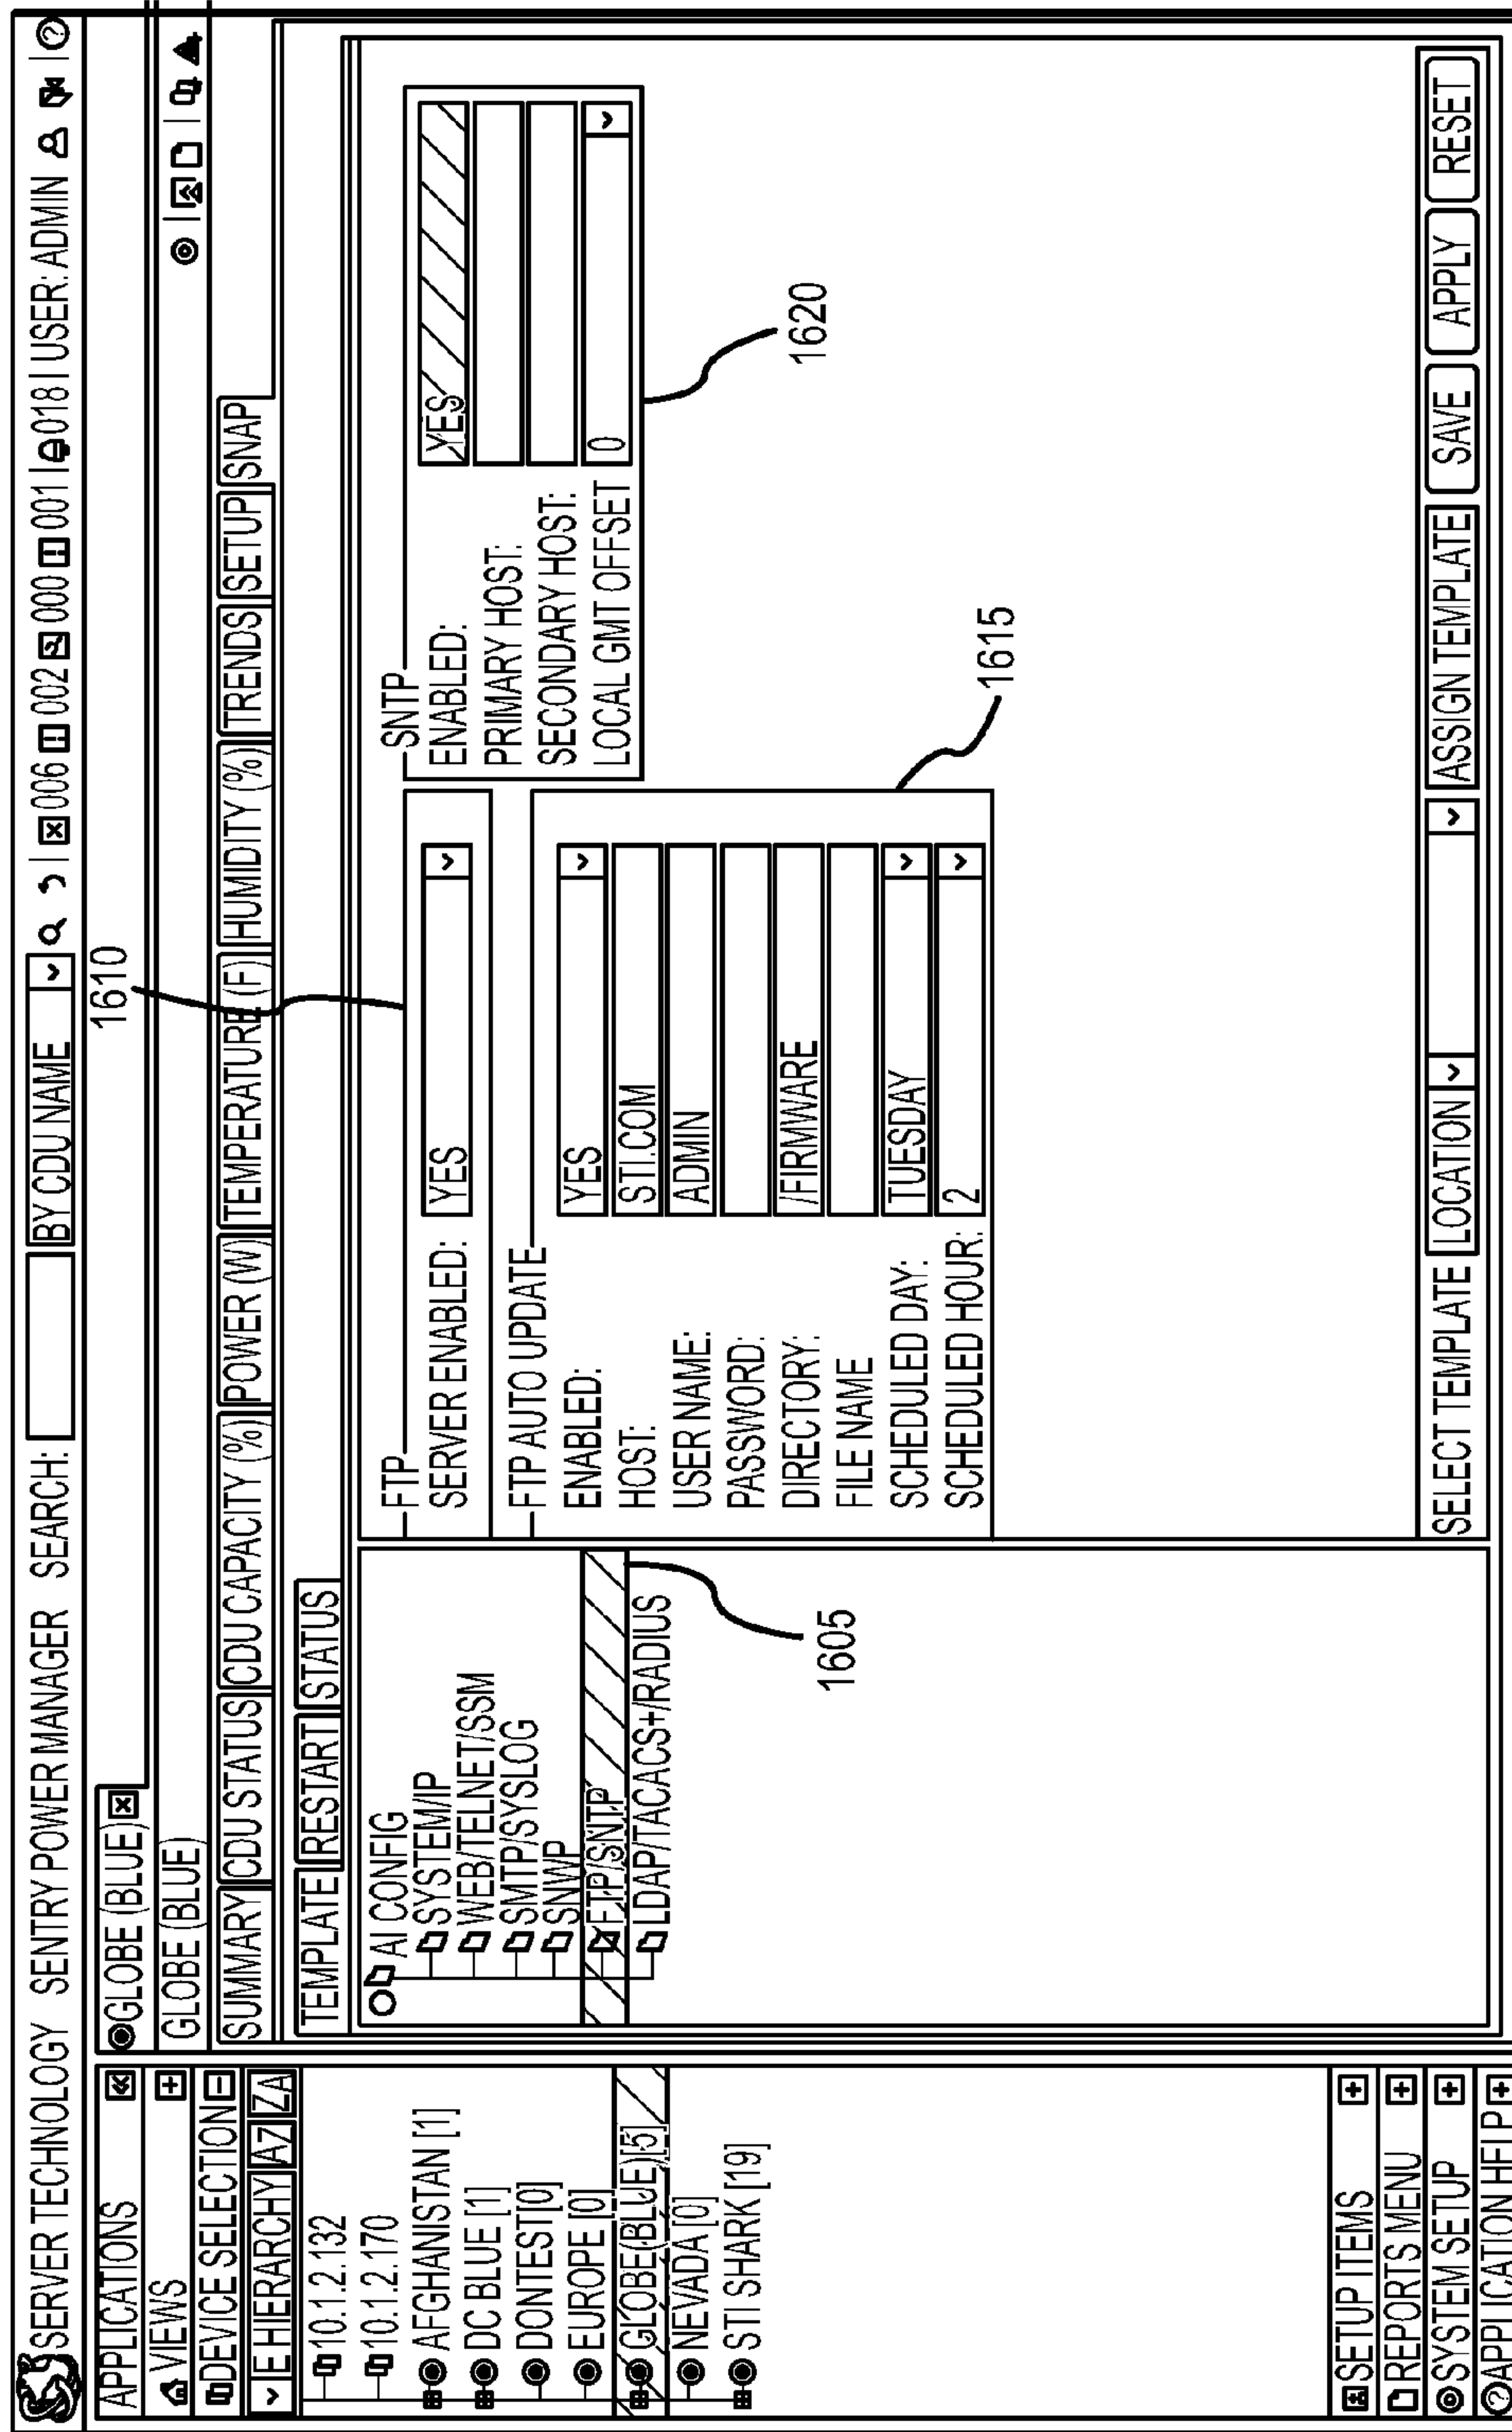 SERVER TECHNOLOGY SENTRY POWER MANAGER SEARCH: BY CDU NAME 006 002 000 001 018 USER: ADMIN
APPLICATIONS
VIEWS
DEVICE SELECTION
E HIERARCHY AZ ZA
10.1.2.132
10.1.2.170
AFGHANISTAN [1]
DC BLUE [1]
DONTEST[0]
EUROPE [0]
GLOBE(BLUE)[5]
NEVADA [0]
STI SHARK [19]
SETUP ITEMS
REPORTS MENU
SYSTEM SETUP
APPLICATION HELP
GLOBE (BLUE)
GLOBE (BLUE)
SUMMARY CDU STATUS CDU CAPACITY (%) POWER (W) TEMPERATURE (F) HUMIDITY (%) TRENDS SETUP SNAP
TEMPLATE RESTART STATUS
AI CONFIG
SYSTEM/IP
WEB/TELNET/SSM
SMTP/SYSLOG
SNWP
FTP/SNTP
LDAP/TACACS+/RADIUS
1605
1610
FTP
SERVER ENABLED: YES
FTP AUTO UPDATE
ENABLED: YES
HOST: STI.COM
USER NAME: ADMIN
PASSWORD:
DIRECTORY: /FIRMWARE
FILE NAME
SCHEDULED DAY: TUESDAY
SCHEDULED HOUR: 2
1615
SNTP
ENABLED: YES
PRIMARY HOST:
SECONDARY HOST:
LOCAL GMT OFFSET 0
1620
SELECT TEMPLATE LOCATION ASSIGN TEMPLATE SAVE APPLY RESET